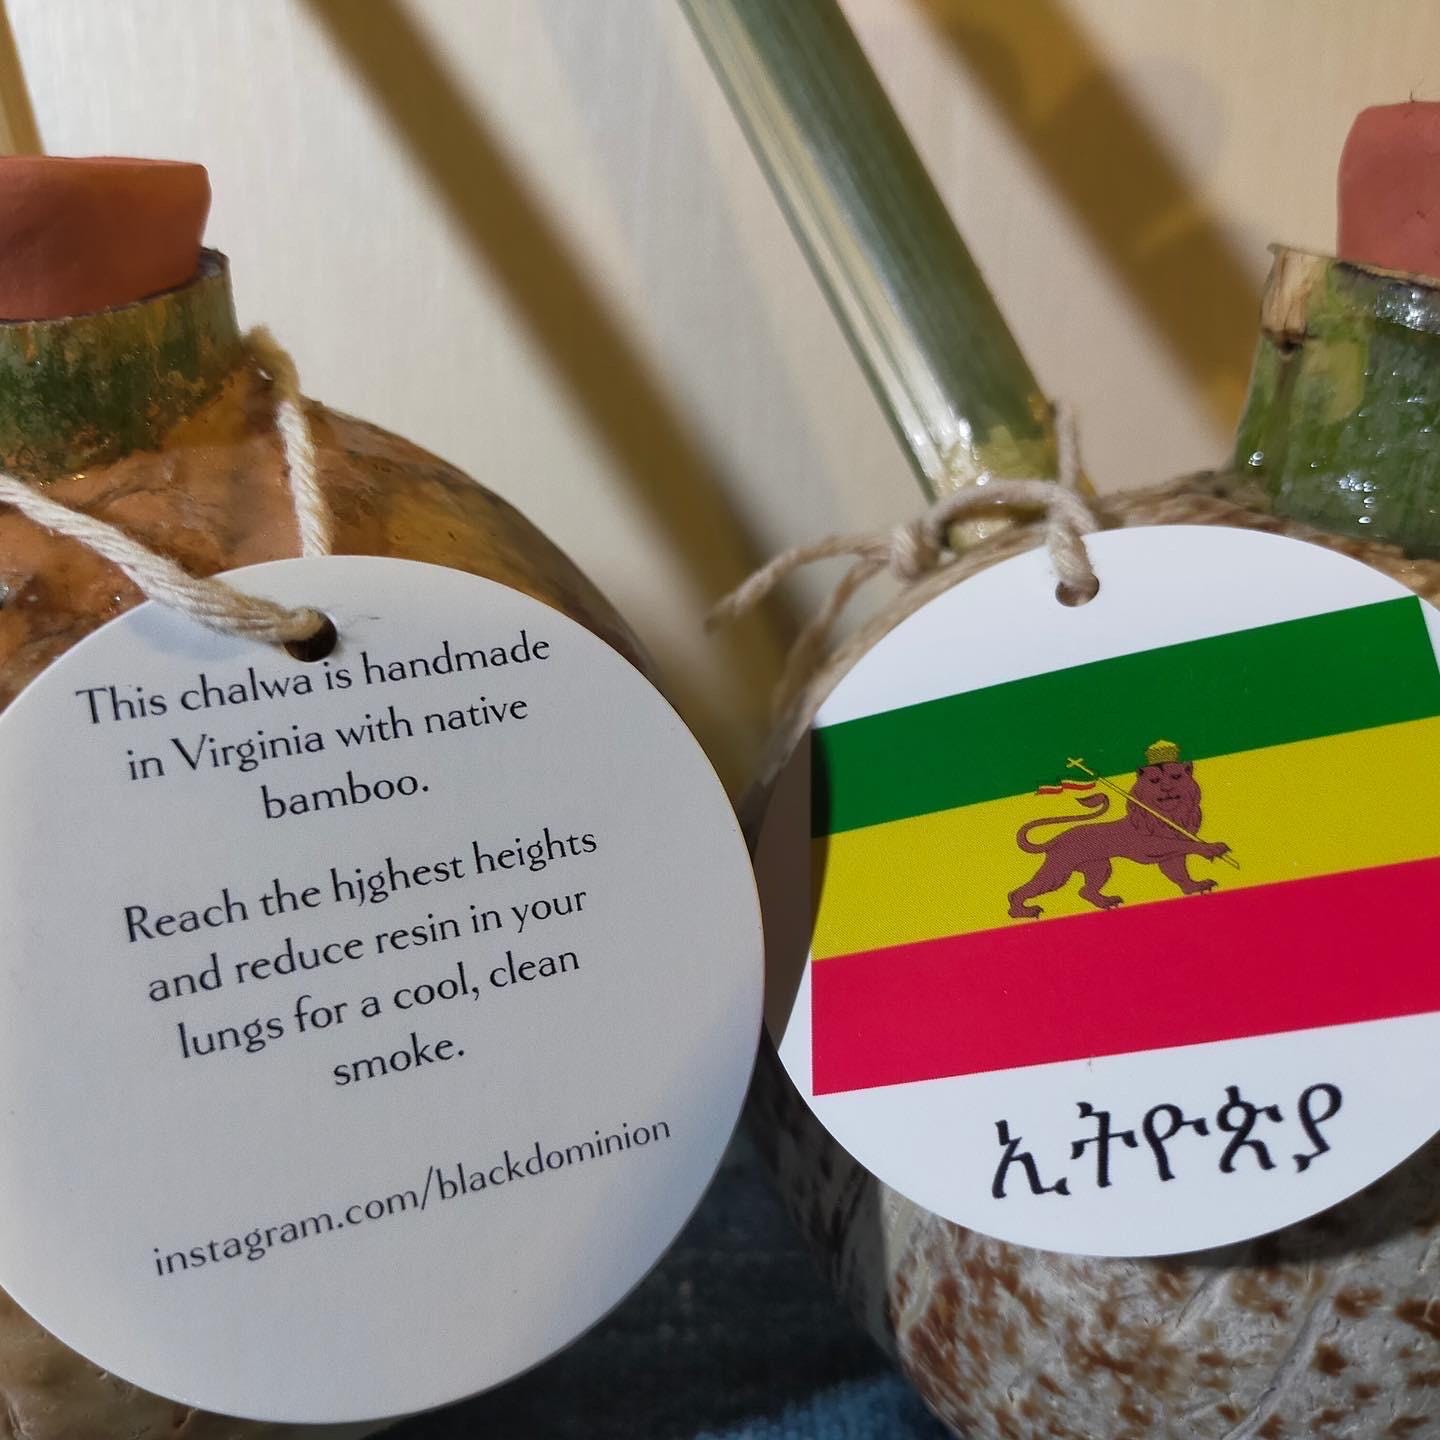 This chalwa is handmade
in Virginia with native
bamboo.
Reach the hjghest heights
and reduce resin in your
lungs for a cool, clean
smoke.
instagram.com/blackdominion
ኢትዮጵያ